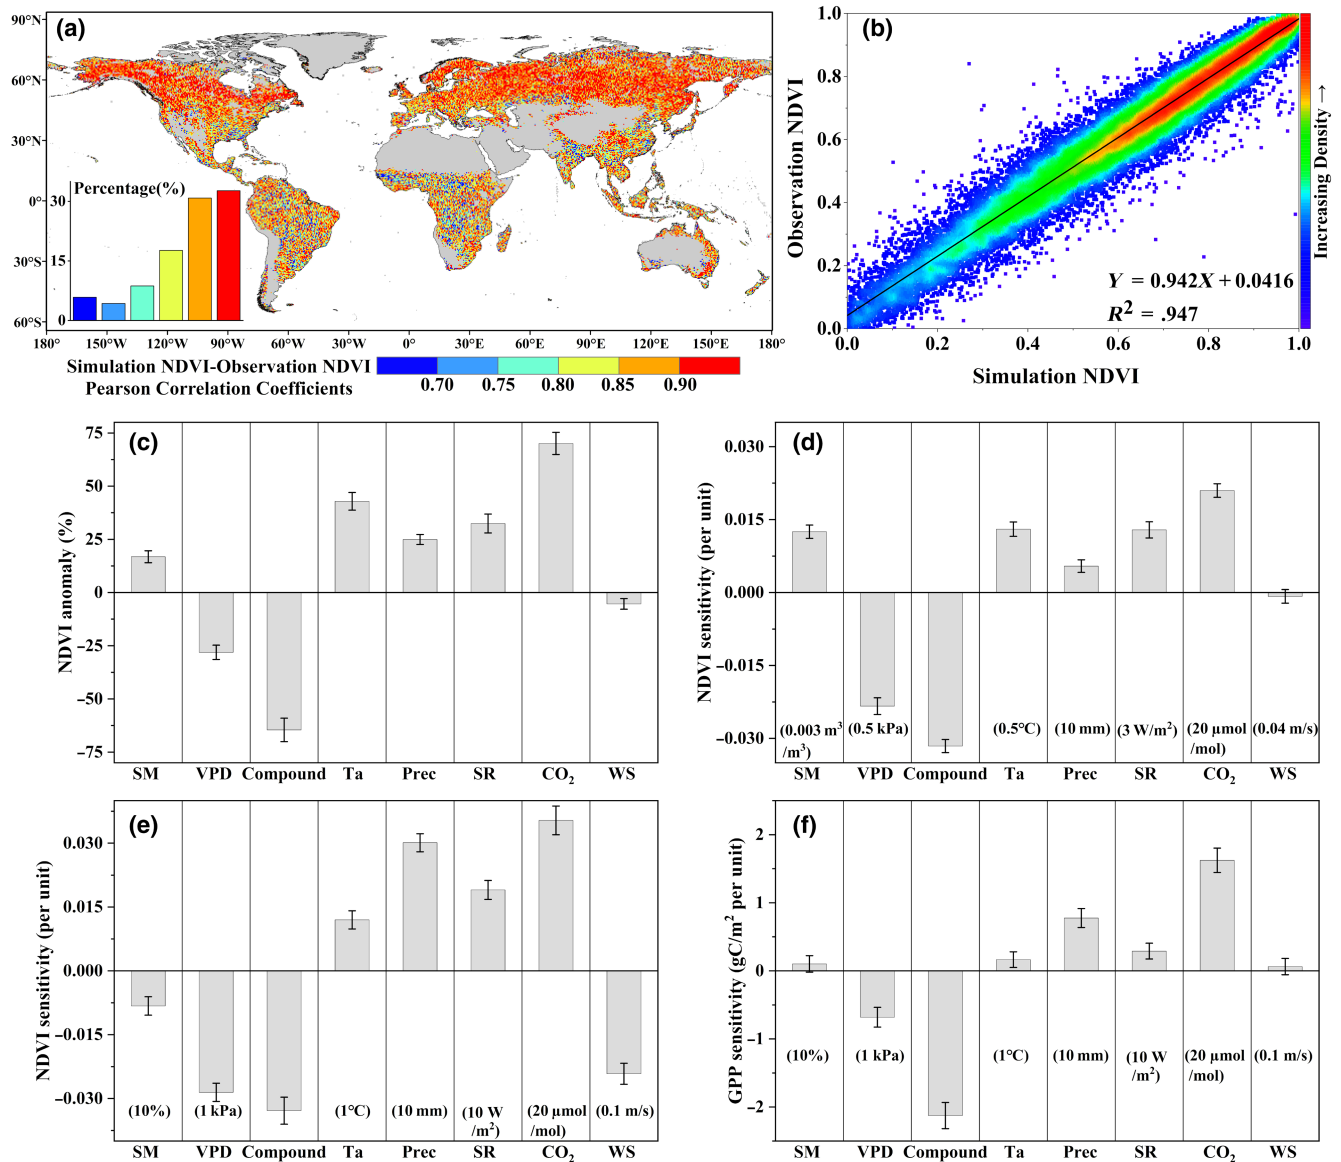 (a)
90°N
60°N
30°N
0°
30°S
60°S
Percentage(%)
30
15
0
180 150°W 120°W 90°W 60°W 30°W 0° 30°E 60°E 90°E 120°E 150°E 180
Simulation NDVI-Observation NDVI
Pearson Correlation Coefficients
0.70 0.75 0.80 0.85 0.90
(b)
Observation NDVI
1.0
0.8
0.6
0.4
0.2
0.0
Y = 0.942X + 0.0416
R² = .947
0.0 0.2 0.4 0.6 0.8 1.0
Simulation NDVI
Increasing Density →
(c)
NDVI anomaly (%)
75
50
25
0
−25
−50
−75
SM VPD Compound Ta Prec SR CO₂ WS
(d)
NDVI sensitivity (per unit)
0.030
0.015
0.000
−0.015
−0.030
(0.003 m³ (0.5 kPa) (0.5°C) (10 mm) (3 W/m²) (20 μmol (0.04 m/s)
/m³) /mol)
SM VPD Compound Ta Prec SR CO₂ WS
(e)
NDVI sensitivity (per unit)
0.030
0.015
0.000
−0.015
−0.030
(10%) (1 kPa) (1°C) (10 mm) (10 W (20 μmol (0.1 m/s)
/m²) /mol)
SM VPD Compound Ta Prec SR CO₂ WS
(f)
GPP sensitivity (gC/m² per unit)
2
1
0
−1
−2
(10%) (1 kPa) (1°C) (10 mm) (10 W (20 μmol (0.1 m/s)
/m²) /mol)
SM VPD Compound Ta Prec SR CO₂ WS